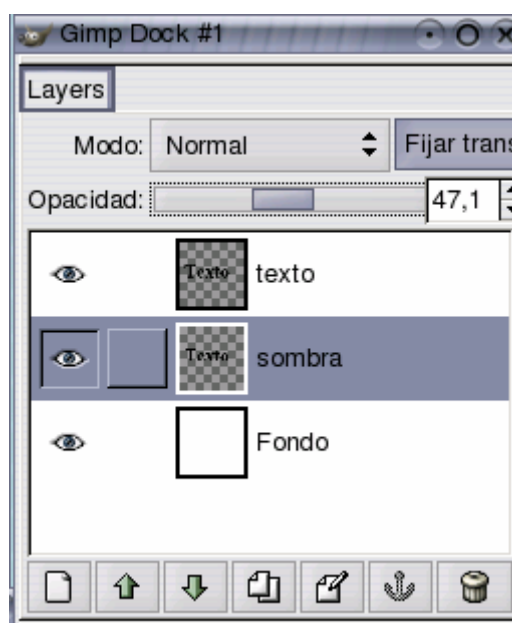 Gimp Dock #1
Layers
Modo: Normal Fijar trans
Opacidad: 47,1
Texto texto
Texto sombra
Fondo